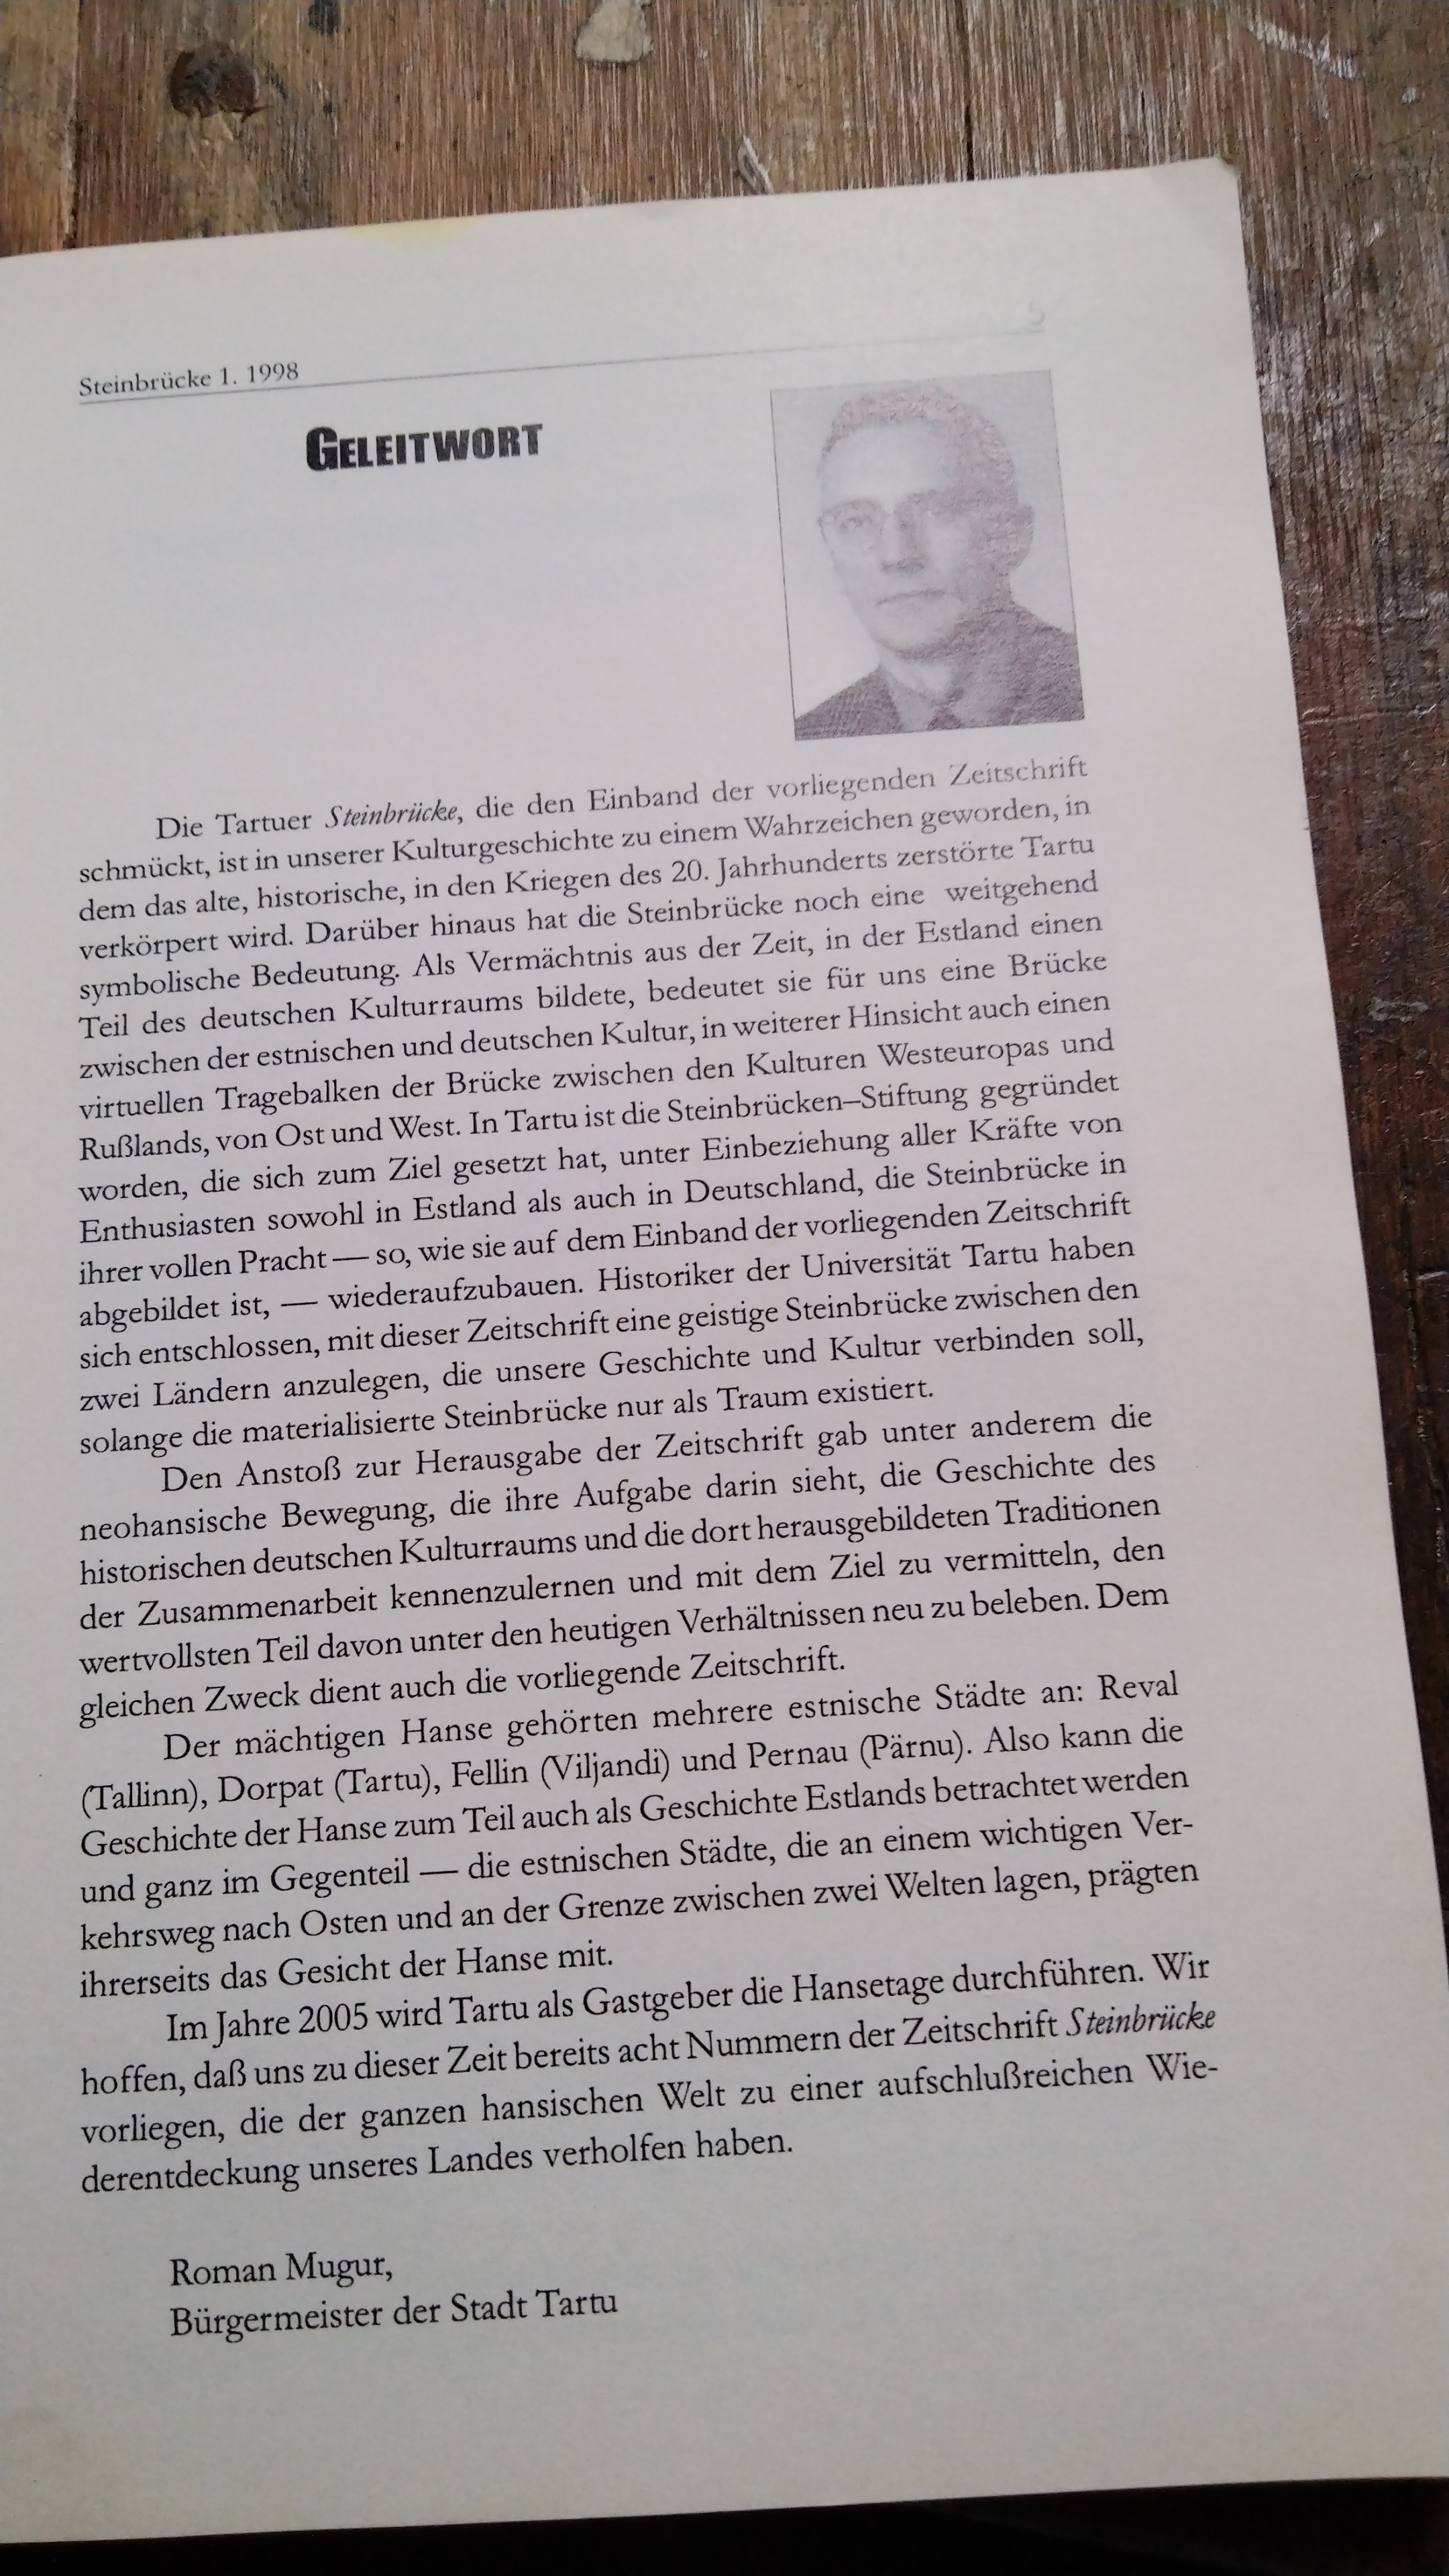 5
Steinbrücke 1. 1998
GELEITWORT
Die Tartuer Steinbrücke, die den Einband der vorliegenden Zeitschrift
schmückt, ist in unserer Kulturgeschichte zu einem Wahrzeichen geworden, in
dem das alte, historische, in den Kriegen des 20. Jahrhunderts zerstörte Tartu
verkörpert wird. Darüber hinaus hat die Steinbrücke noch eine weitgehend
symbolische Bedeutung. Als Vermächtnis aus der Zeit, in der Estland einen
Teil des deutschen Kulturraums bildete, bedeutet sie für uns eine Brücke
zwischen der estnischen und deutschen Kultur, in weiterer Hinsicht auch einen
virtuellen Tragebalken der Brücke zwischen den Kulturen Westeuropas und
Rußlands, von Ost und West. In Tartu ist die Steinbrücken–Stiftung gegründet
worden, die sich zum Ziel gesetzt hat, unter Einbeziehung aller Kräfte von
Enthusiasten sowohl in Estland als auch in Deutschland, die Steinbrücke in
ihrer vollen Pracht — so, wie sie auf dem Einband der vorliegenden Zeitschrift
abgebildet ist, — wiederaufzubauen. Historiker der Universität Tartu haben
sich entschlossen, mit dieser Zeitschrift eine geistige Steinbrücke zwischen den
zwei Ländern anzulegen, die unsere Geschichte und Kultur verbinden soll,
solange die materialisierte Steinbrücke nur als Traum existiert.
Den Anstoß zur Herausgabe der Zeitschrift gab unter anderem die
neohansische Bewegung, die ihre Aufgabe darin sieht, die Geschichte des
historischen deutschen Kulturraums und die dort herausgebildeten Traditionen
der Zusammenarbeit kennenzulernen und mit dem Ziel zu vermitteln, den
wertvollsten Teil davon unter den heutigen Verhältnissen neu zu beleben. Dem
gleichen Zweck dient auch die vorliegende Zeitschrift.
Der mächtigen Hanse gehörten mehrere estnische Städte an: Reval
(Tallinn), Dorpat (Tartu), Fellin (Viljandi) und Pernau (Pärnu). Also kann die
Geschichte der Hanse zum Teil auch als Geschichte Estlands betrachtet werden
und ganz im Gegenteil — die estnischen Städte, die an einem wichtigen Ver-
kehrsweg nach Osten und an der Grenze zwischen zwei Welten lagen, prägten
ihrerseits das Gesicht der Hanse mit.
Im Jahre 2005 wird Tartu als Gastgeber die Hansetage durchführen. Wir
hoffen, daß uns zu dieser Zeit bereits acht Nummern der Zeitschrift Steinbrücke
vorliegen, die der ganzen hansischen Welt zu einer aufschlußreichen Wie-
derentdeckung unseres Landes verholfen haben.
Roman Mugur,
Bürgermeister der Stadt Tartu